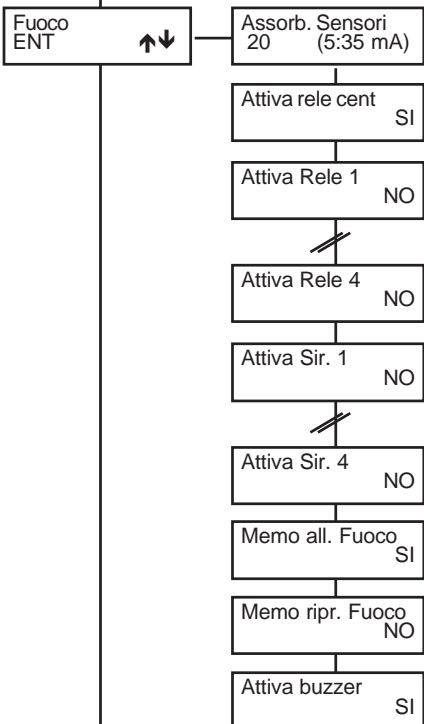 Fuoco
ENT ↑↓
Assorb. Sensori
20 (5:35 mA)
Attiva rele cent
SI
Attiva Rele 1
NO
Attiva Rele 4
NO
Attiva Sir. 1
NO
Attiva Sir. 4
NO
Memo all. Fuoco
SI
Memo ripr. Fuoco
NO
Attiva buzzer
SI